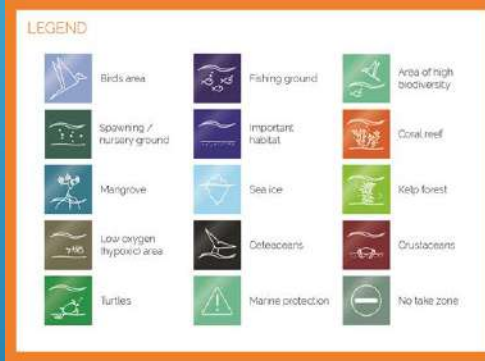 LEGEND
Birds area
Fishing ground
Area of high
biodiversity
Spawning /
nursery ground
Important
habitat
Coral reef
Mangrove
Sea ice
Kelp forest
Low oxygen
(hypoxic) area
Ceteaceans
Crustaceans
Turtles
Marine protection
No take zone